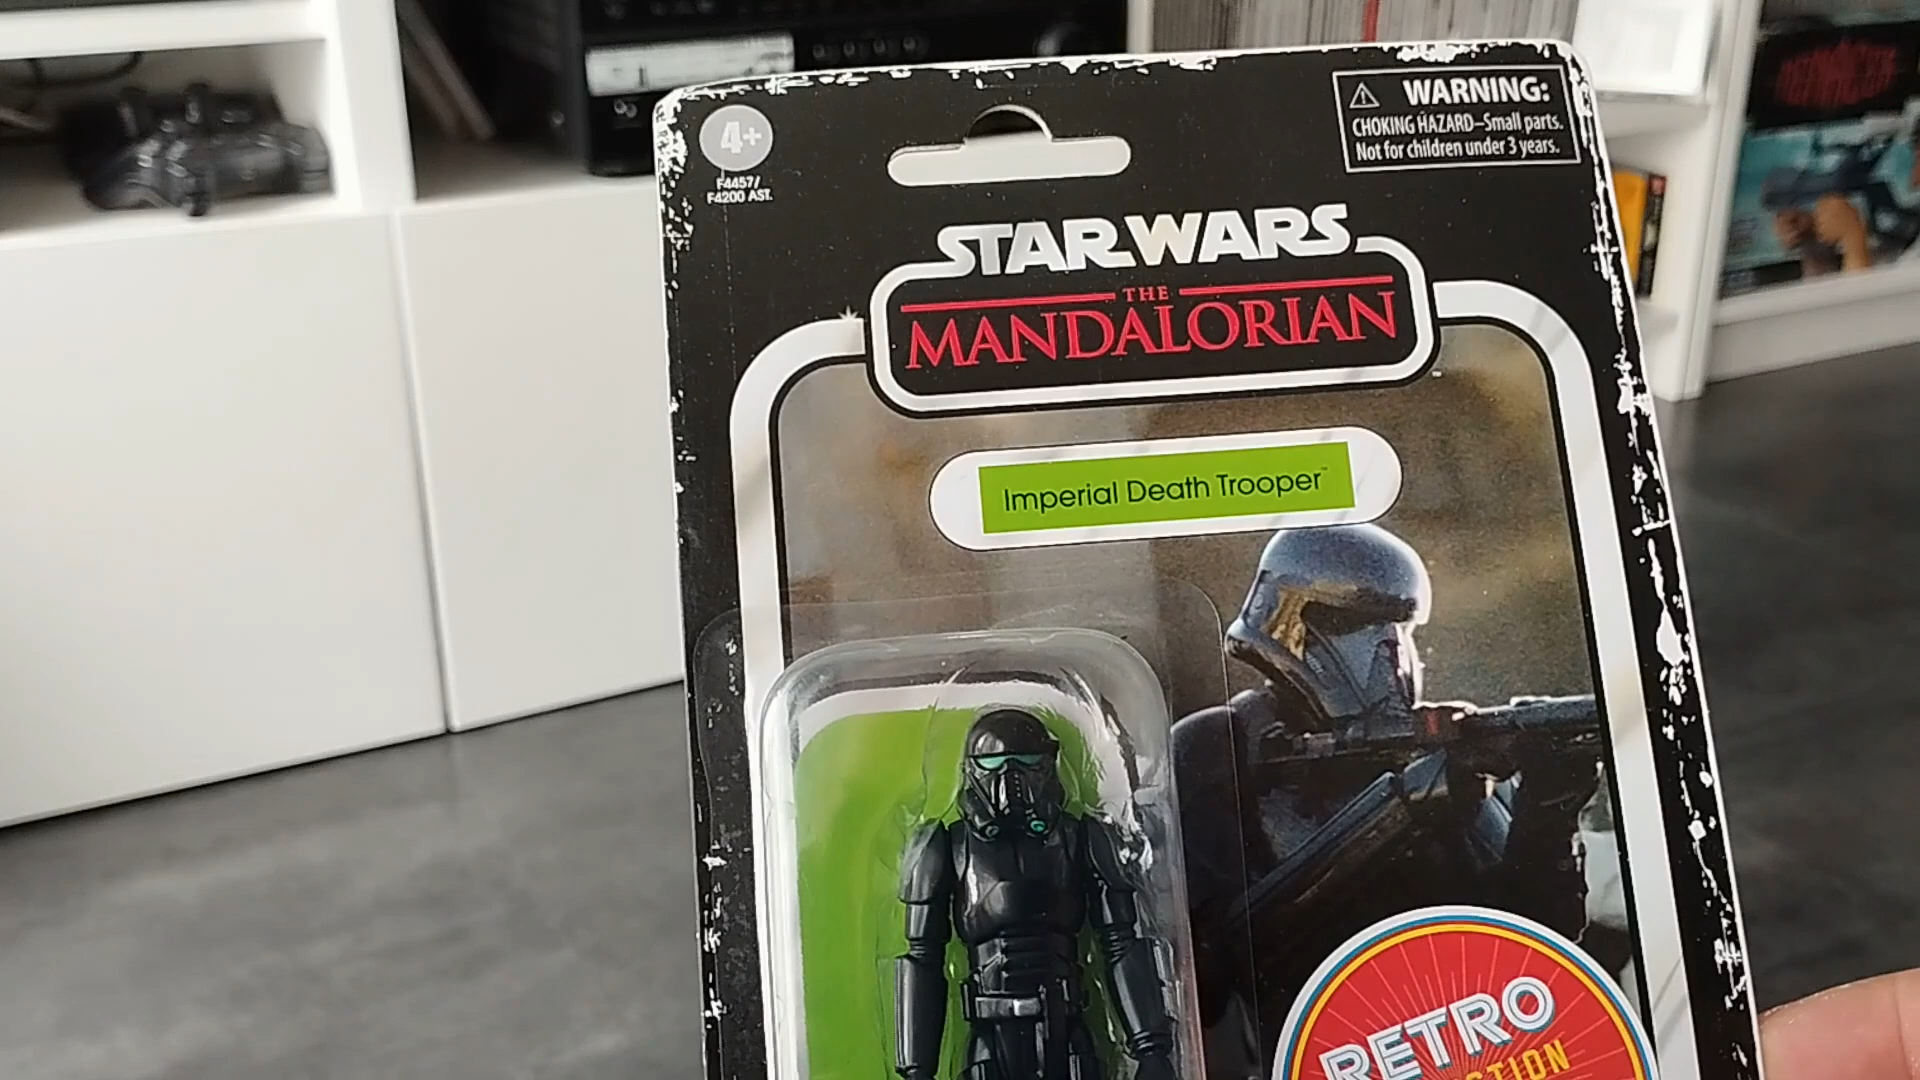 4+
F4457/
F4200 AST.
WARNING:
CHOKING HAZARD–Small parts.
Not for children under 3 years.
STAR WARS
THE
MANDALORIAN
Imperial Death Trooper™
RETRO